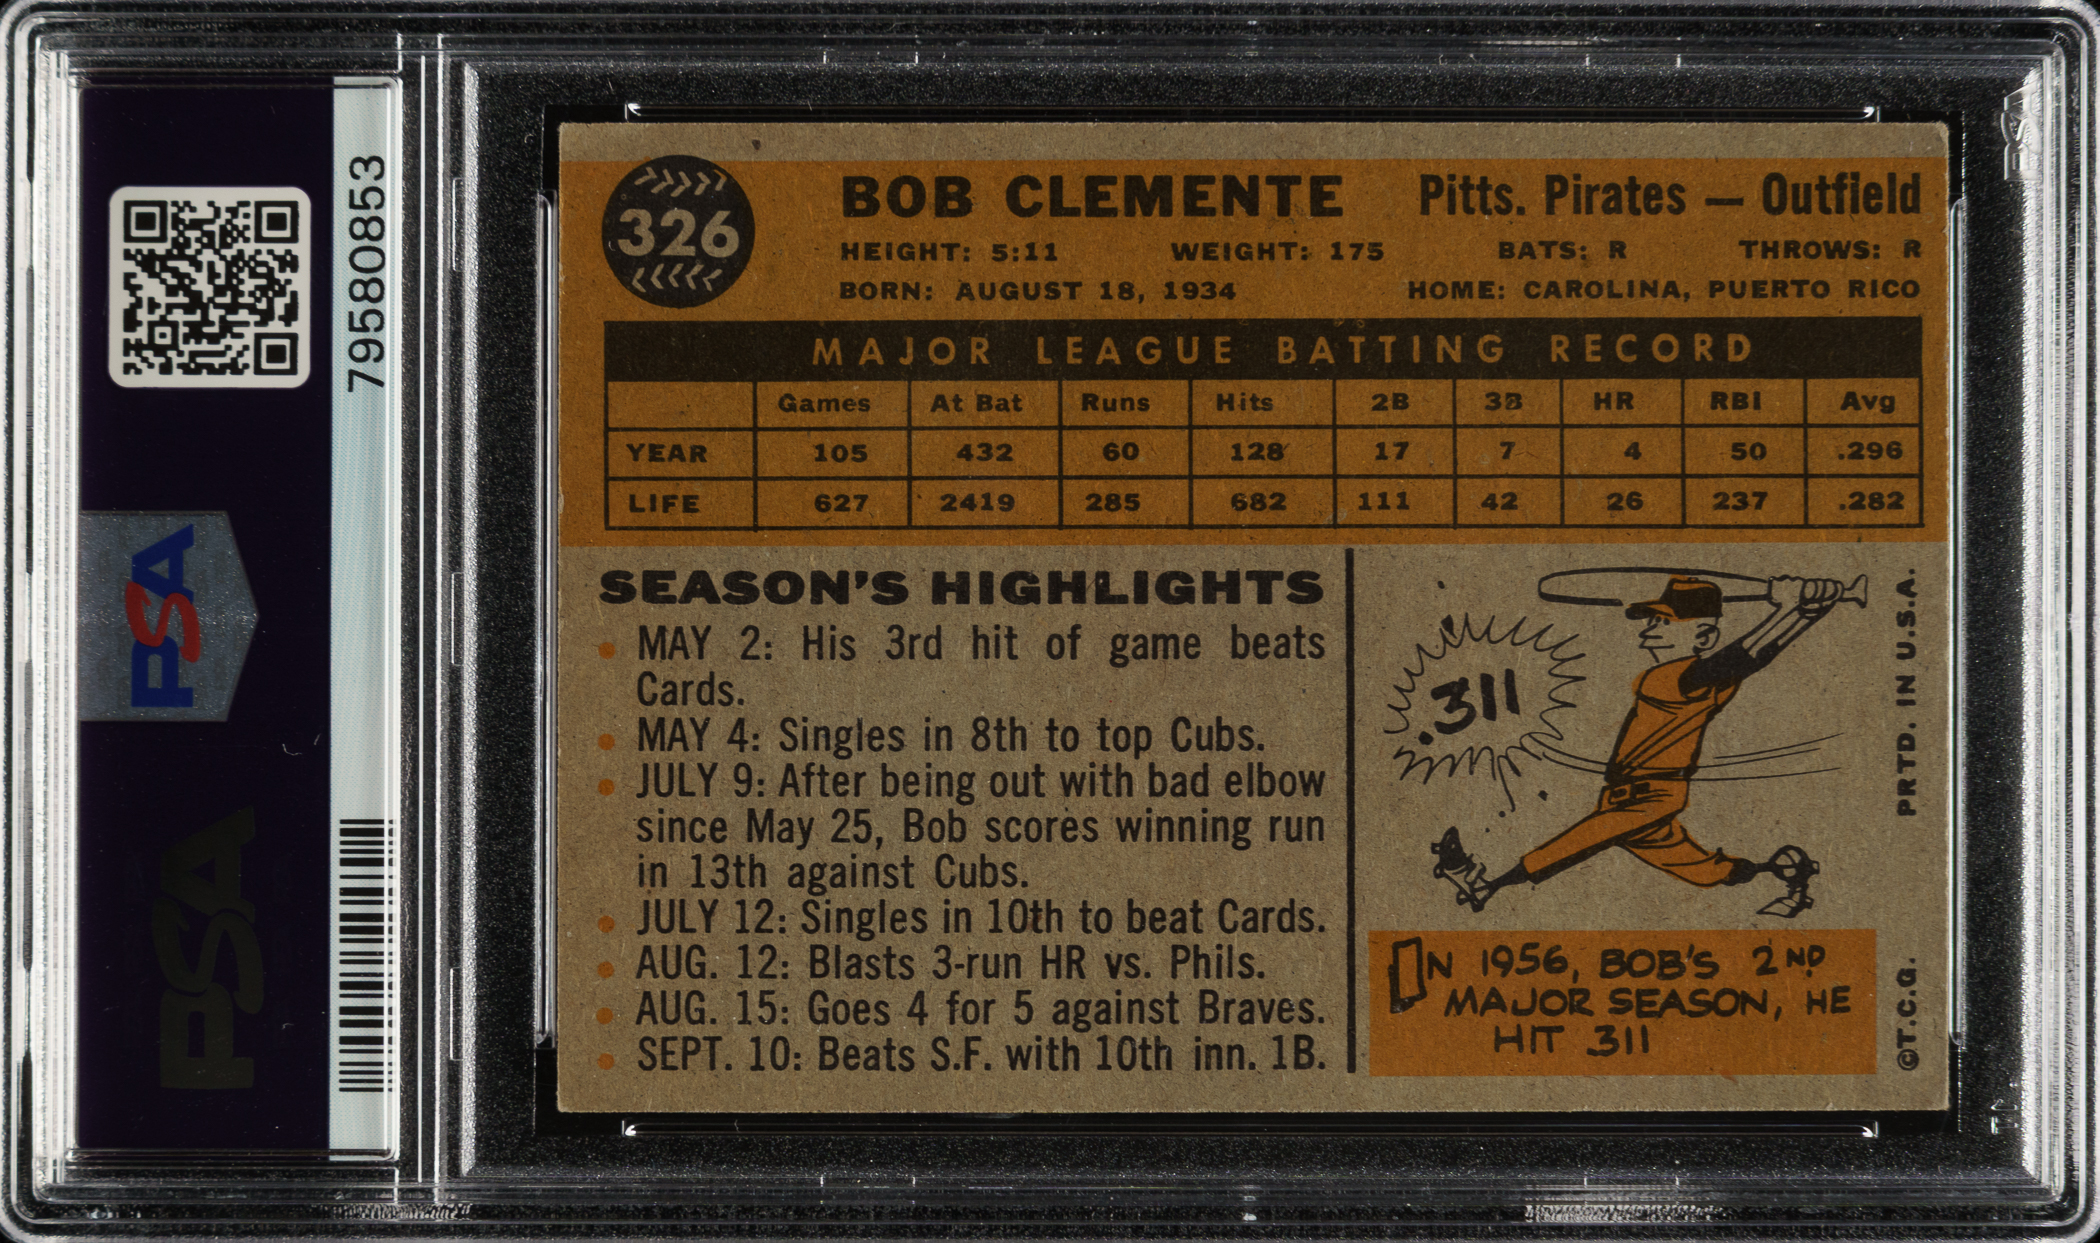 79580853
PSA
PSA
326
BOB CLEMENTE Pitts. Pirates — Outfield
HEIGHT: 5:11 WEIGHT: 175 BATS: R THROWS: R
BORN: AUGUST 18, 1934 HOME: CAROLINA, PUERTO RICO
MAJOR LEAGUE BATTING RECORD
Games At Bat Runs Hits 2B 3B HR RBI Avg
YEAR 105 432 60 128 17 7 4 50 .296
LIFE 627 2419 285 682 111 42 26 237 .282
SEASON'S HIGHLIGHTS
• MAY 2: His 3rd hit of game beats
Cards.
• MAY 4: Singles in 8th to top Cubs.
• JULY 9: After being out with bad elbow
since May 25, Bob scores winning run
in 13th against Cubs.
• JULY 12: Singles in 10th to beat Cards.
• AUG. 12: Blasts 3-run HR vs. Phils.
• AUG. 15: Goes 4 for 5 against Braves.
• SEPT. 10: Beats S.F. with 10th inn. 1B.
.311
IN 1956, BOB'S 2ND
MAJOR SEASON, HE
HIT .311
©T.C.G. PRTD. IN U.S.A.
PSA